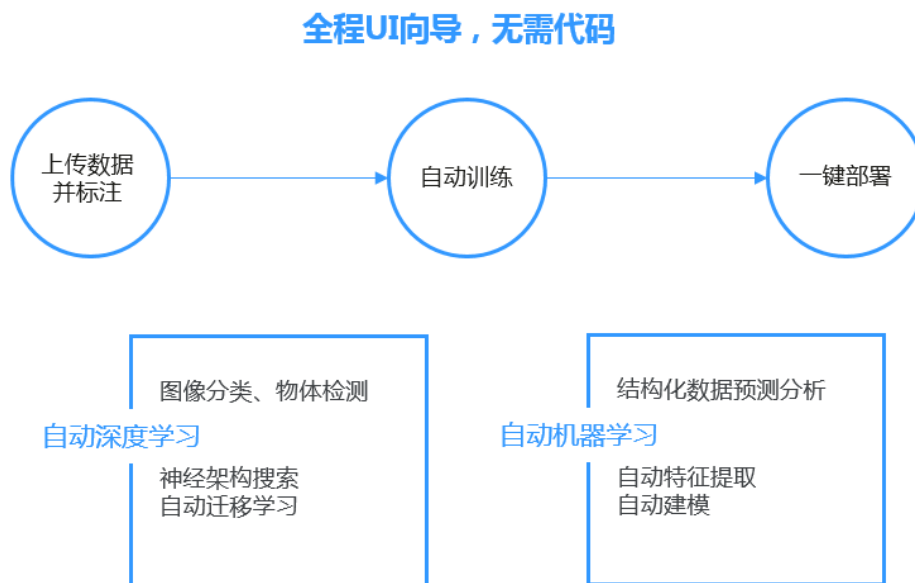 全程UI向导，无需代码
上传数据
并标注
自动训练
一键部署
图像分类、物体检测
自动深度学习
神经架构搜索
自动迁移学习
结构化数据预测分析
自动机器学习
自动特征提取
自动建模